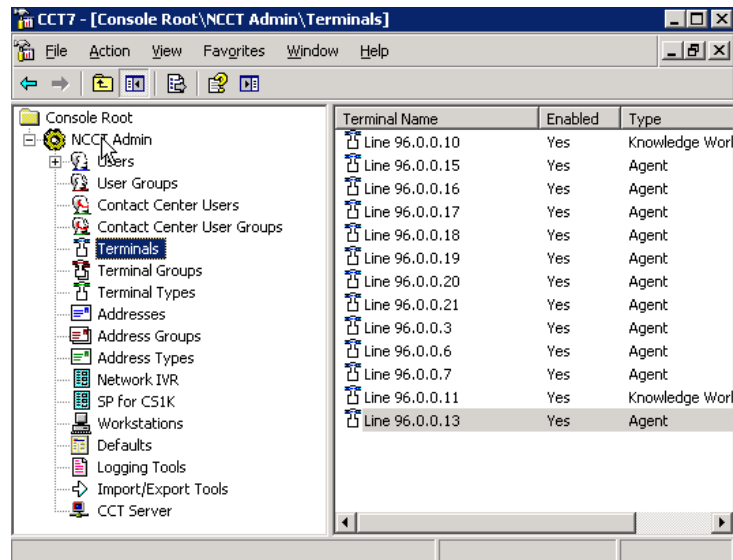 CCT7 - [Console Root\NCCT Admin\Terminals]
File Action View Favorites Window Help
Console Root
NCCT Admin
Users
User Groups
Contact Center Users
Contact Center User Groups
Terminals
Terminal Groups
Terminal Types
Addresses
Address Groups
Address Types
Network IVR
SP for CS1K
Workstations
Defaults
Logging Tools
Import/Export Tools
CCT Server
Terminal Name Enabled Type
Line 96.0.0.10 Yes Knowledge Worl
Line 96.0.0.15 Yes Agent
Line 96.0.0.16 Yes Agent
Line 96.0.0.17 Yes Agent
Line 96.0.0.18 Yes Agent
Line 96.0.0.19 Yes Agent
Line 96.0.0.20 Yes Agent
Line 96.0.0.21 Yes Agent
Line 96.0.0.3 Yes Agent
Line 96.0.0.6 Yes Agent
Line 96.0.0.7 Yes Agent
Line 96.0.0.11 Yes Knowledge Worl
Line 96.0.0.13 Yes Agent